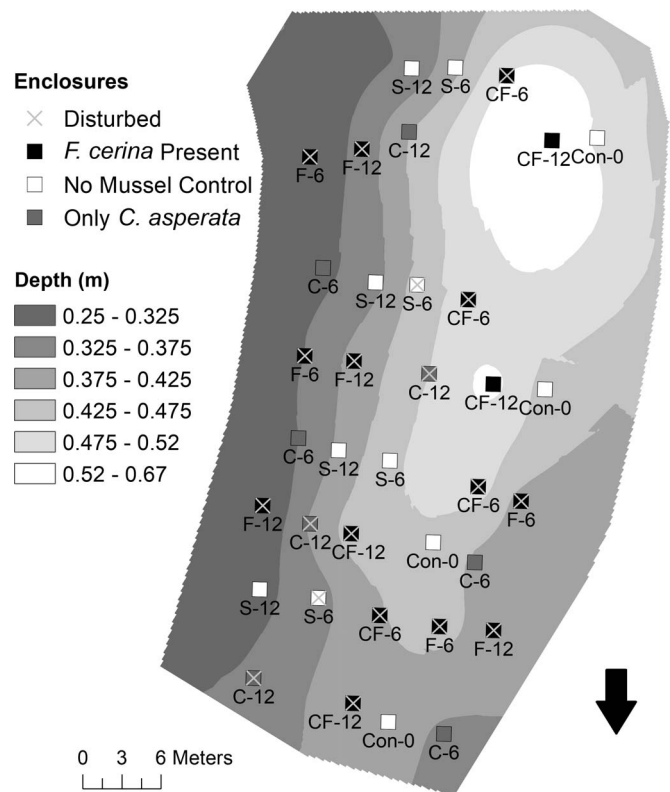 Enclosures
Disturbed
F. cerina Present
No Mussel Control
Only C. asperata
Depth (m)
0.25 - 0.325
0.325 - 0.375
0.375 - 0.425
0.425 - 0.475
0.475 - 0.52
0.52 - 0.67
S-12 S-6 CF-6
F-6 F-12 C-12 CF-12 Con-0
C-6 S-12 S-6 CF-6
F-6 F-12 C-12 CF-12 Con-0
C-6 S-12 S-6 CF-6 F-6
F-12 C-12 CF-12 Con-0 C-6
S-12 S-6 CF-6 F-6 F-12
C-12 CF-12 Con-0 C-6
0 3 6 Meters